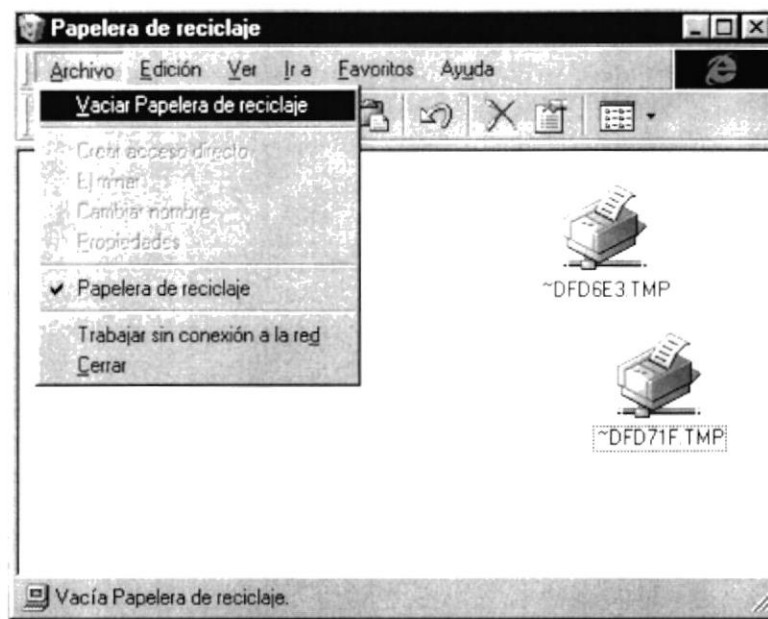 Papelera de reciclaje
Archivo Edición Ver Ir a Favoritos Ayuda
Vaciar Papelera de reciclaje
Crear acceso directo
Eliminar
Cambiar nombre
Propiedades
Papelera de reciclaje
Trabajar sin conexión a la red
Cerrar
~DFD6E3.TMP
~DFD71F.TMP
Vacía Papelera de reciclaje.